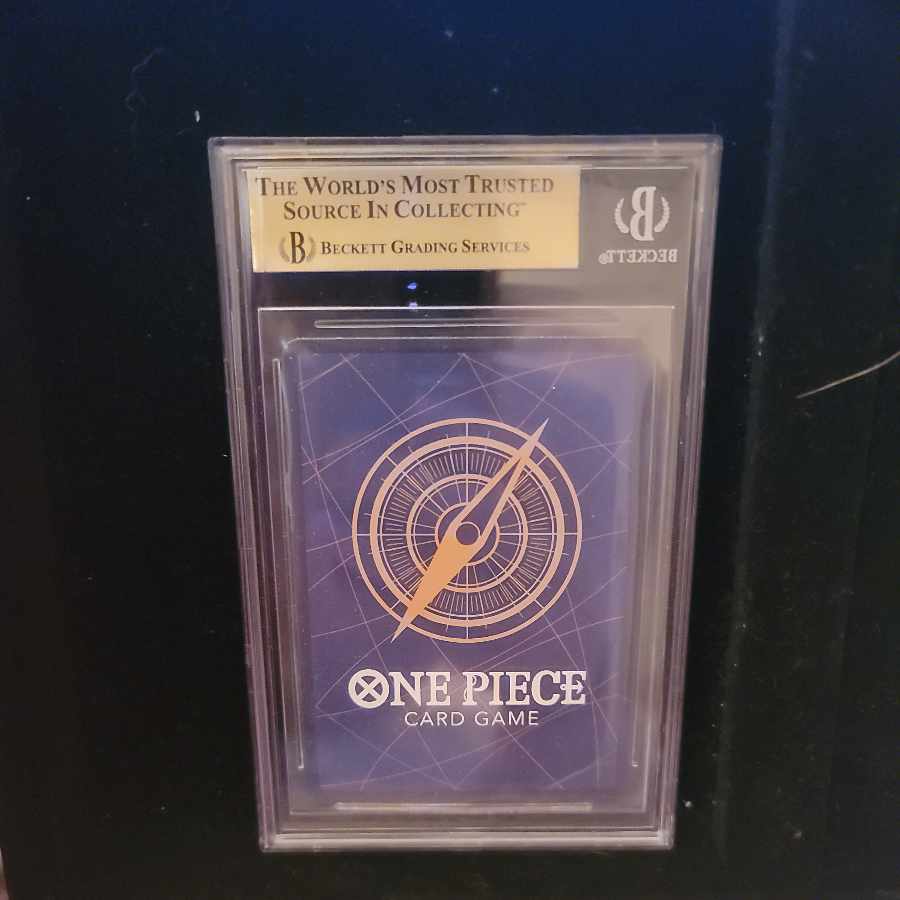 THE WORLD'S MOST TRUSTED
SOURCE IN COLLECTING™
B BECKETT GRADING SERVICES
B
BECKETT®
ONE PIECE
CARD GAME